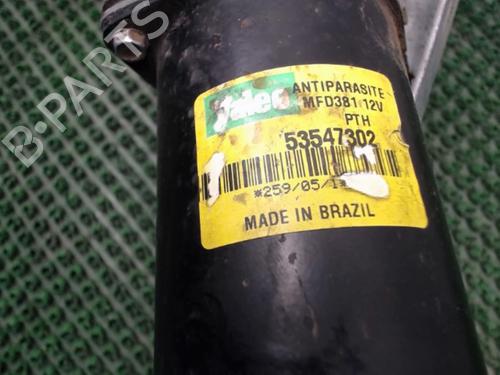 Valeo
ANTIPARASITE
MFD381 12V
PTH
53547302
*259/05/1
MADE IN BRAZIL
B-PARTS